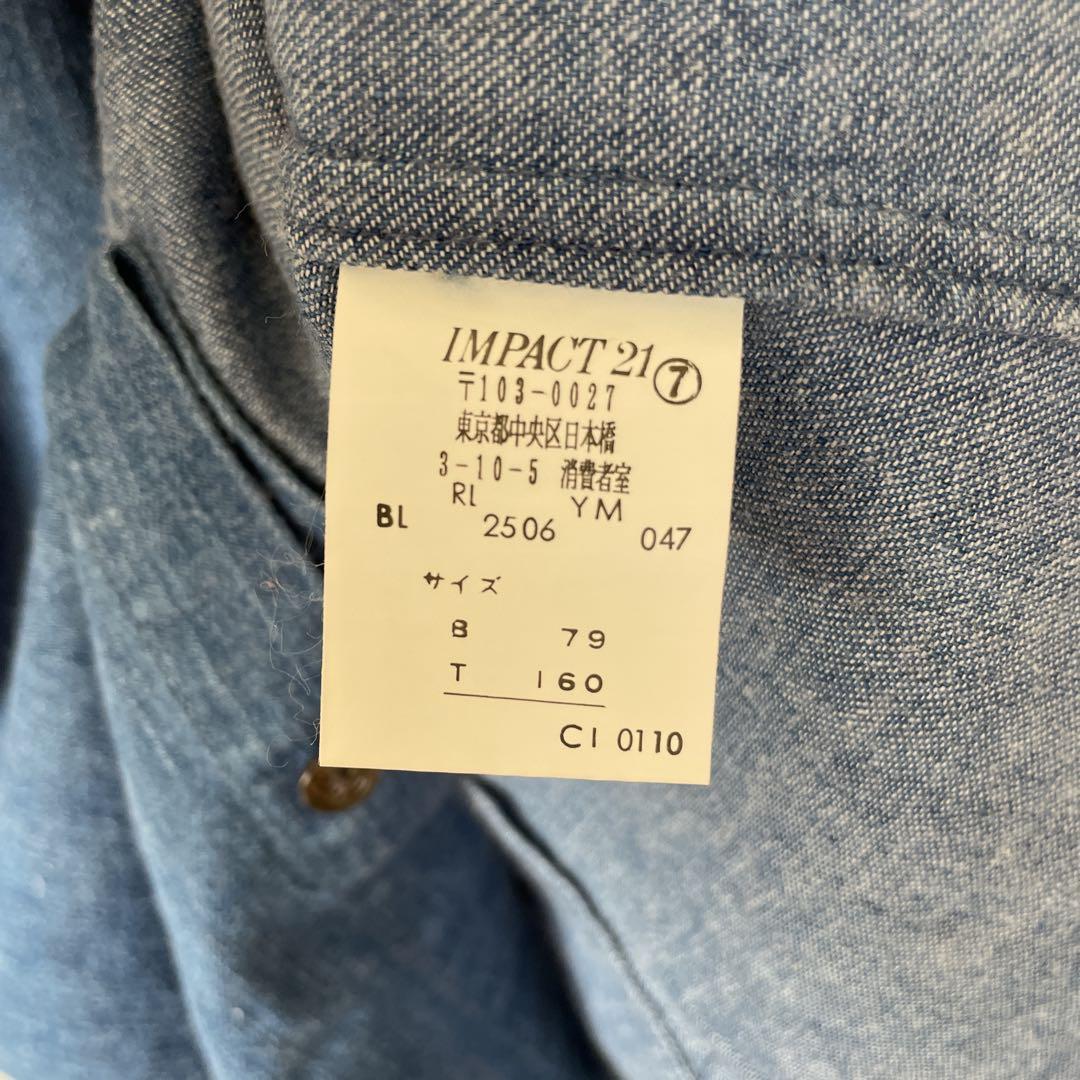 IMPACT 21 ⑦
〒103-0027
東京都中央区日本橋
3-10-5 消費者室
RL YM
BL 2506 047
サイズ
B 79
T 160
CI 0110